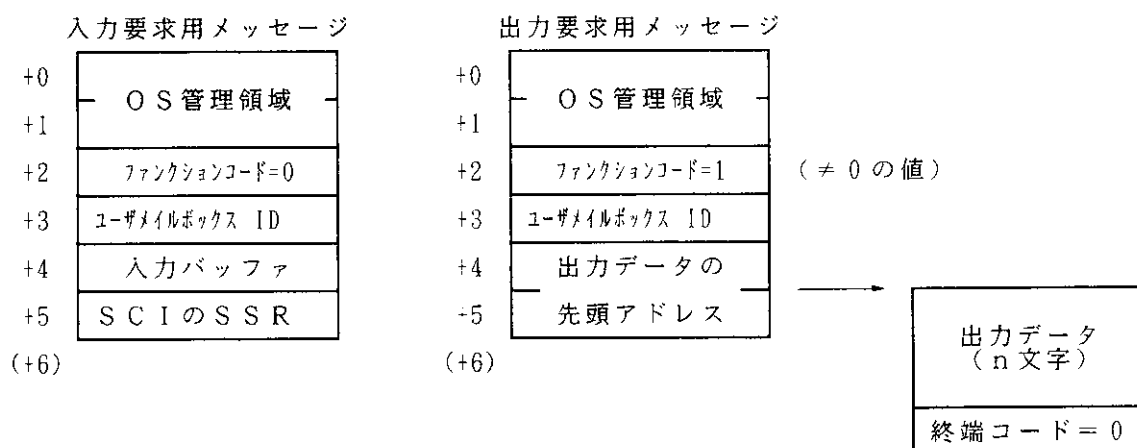 入力要求用メッセージ
+0
+1
OS管理領域
+2
ファンクションコード=0
+3
ユーザメイルボックス ID
+4
入力バッファ
+5
SCIのSSR
(+6)
出力要求用メッセージ
+0
+1
OS管理領域
+2
ファンクションコード=1
(≠0の値)
+3
ユーザメイルボックス ID
+4
出力データの
+5
先頭アドレス
(+6)
出力データ
(n文字)
終端コード=0